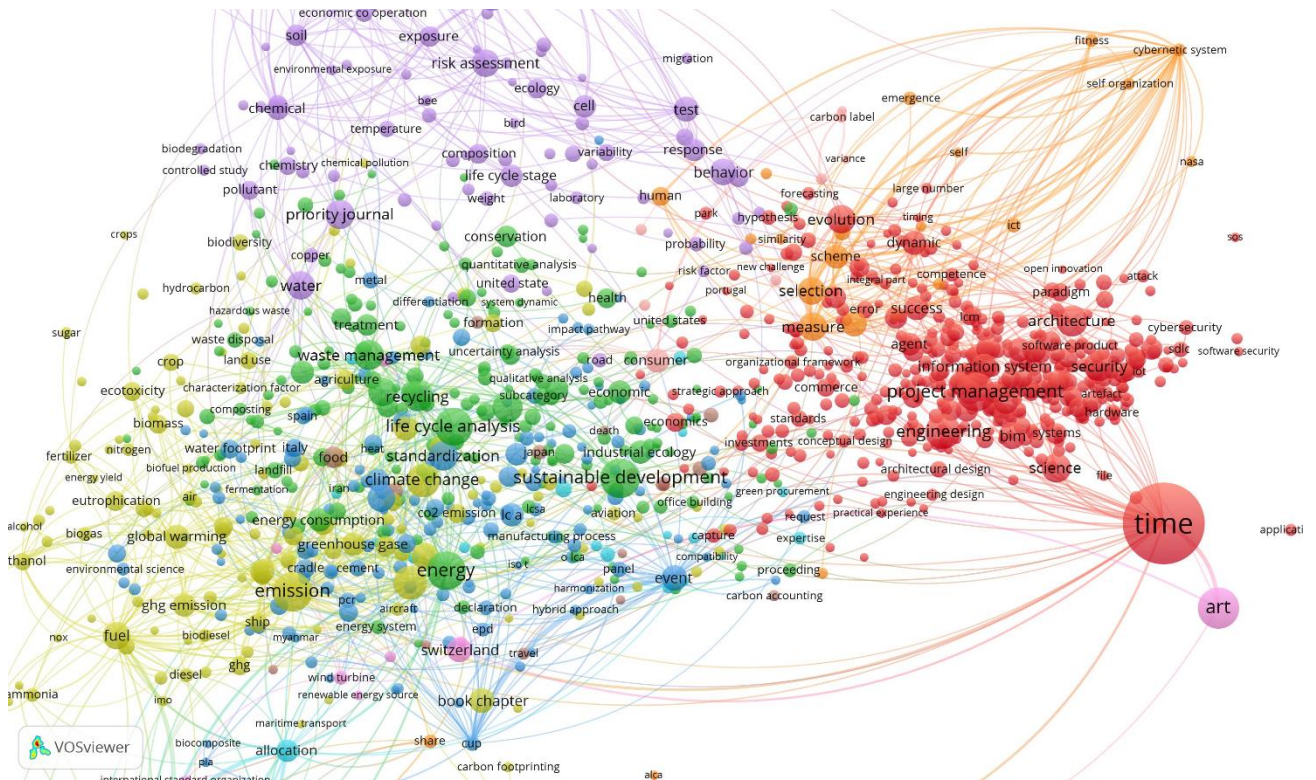 economic co operation
soil
exposure
fitness
cybernetic system
environmental exposure
risk assessment
migration
self organization
ecology
bee
chemical
cell
test
emergence
carbon label
temperature
bird
biodegradation
chemistry
chemical pollution
composition
variability
response
variance
self
controlled study
life cycle stage
behavior
nasa
pollutant
weight
laboratory
human
forecasting
large number
priority journal
park
hypothesis
evolution
timing
ict
crops
biodiversity
conservation
probability
similarity
dynamic
sos
copper
quantitative analysis
scheme
water
metal
united state
risk factor
new challenge
integral part
competence
open innovation
attack
hydrocarbon
differentiation
system dynamic
health
portugal
selection
paradigm
hazardous waste
treatment
formation
error
success
lcm
architecture
sugar
waste disposal
impact pathway
united states
measure
cybersecurity
crop
land use
waste management
uncertainty analysis
road
consumer
organizational framework
agent
software product
sdlc
software security
ecotoxicity
characterization factor
agriculture
qualitative analysis
information system
security
iot
biomass
composting
recycling
subcategory
economic
strategic approach
commerce
project management
artefact
spain
life cycle analysis
death
economics
standards
hardware
fertilizer
nitrogen
water footprint
italy
heat
standardization
japan
industrial ecology
investments
conceptual design
engineering
bim
systems
energy yield
biofuel production
landfill
food
science
file
eutrophication
air
fermentation
iran
climate change
sustainable development
architectural design
green procurement
engineering design
alcohol
biogas
energy consumption
co2 emission
lc a
lcsa
aviation
office building
request
practical experience
time
application
global warming
greenhouse gase
manufacturing process
capture
expertise
environmental science
cradle
cement
energy
iso t
o lca
panel
event
compatibility
proceeding
emission
harmonization
carbon accounting
ghg emission
pcr
aircraft
declaration
hybrid approach
art
fuel
ship
energy system
epd
nox
biodiesel
myanmar
switzerland
travel
ghg
diesel
wind turbine
ammonia
imo
renewable energy source
book chapter
maritime transport
VOSviewer
biocomposite
allocation
share
cup
pla
carbon footprinting
alca
international standard organization